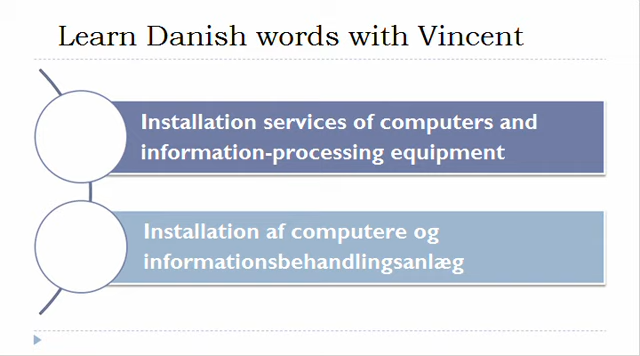 Learn Danish words with Vincent
Installation services of computers and
information-processing equipment
Installation af computere og
informationsbehandlingsanlæg